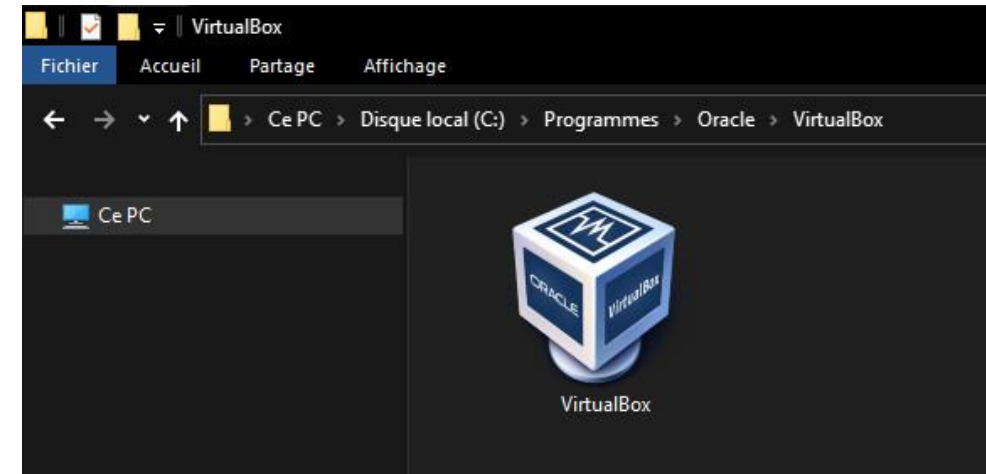 VirtualBox
Fichier Accueil Partage Affichage
Ce PC > Disque local (C:) > Programmes > Oracle > VirtualBox
Ce PC
ORACLE
VirtualBox
VirtualBox